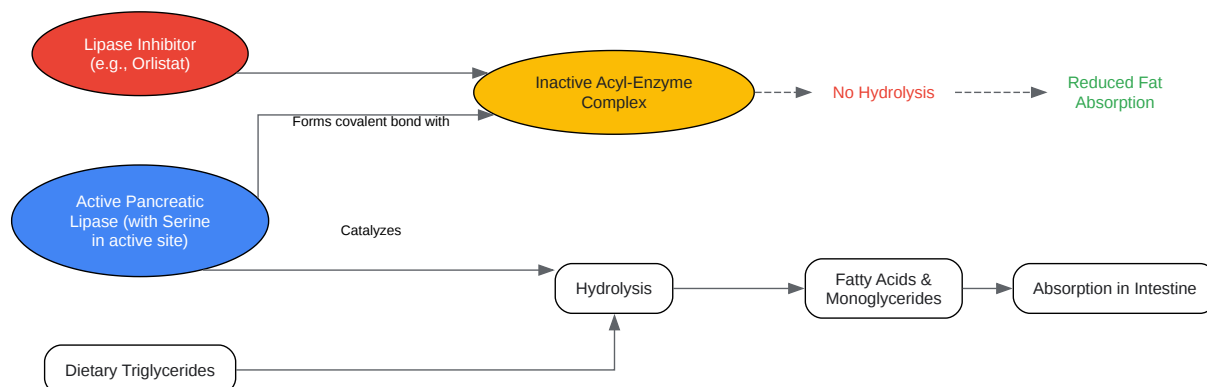 Lipase Inhibitor
(e.g., Orlistat)
Inactive Acyl-Enzyme
Complex
No Hydrolysis
Reduced Fat
Absorption
Forms covalent bond with
Active Pancreatic
Lipase (with Serine
in active site)
Catalyzes
Hydrolysis
Fatty Acids &
Monoglycerides
Absorption in Intestine
Dietary Triglycerides